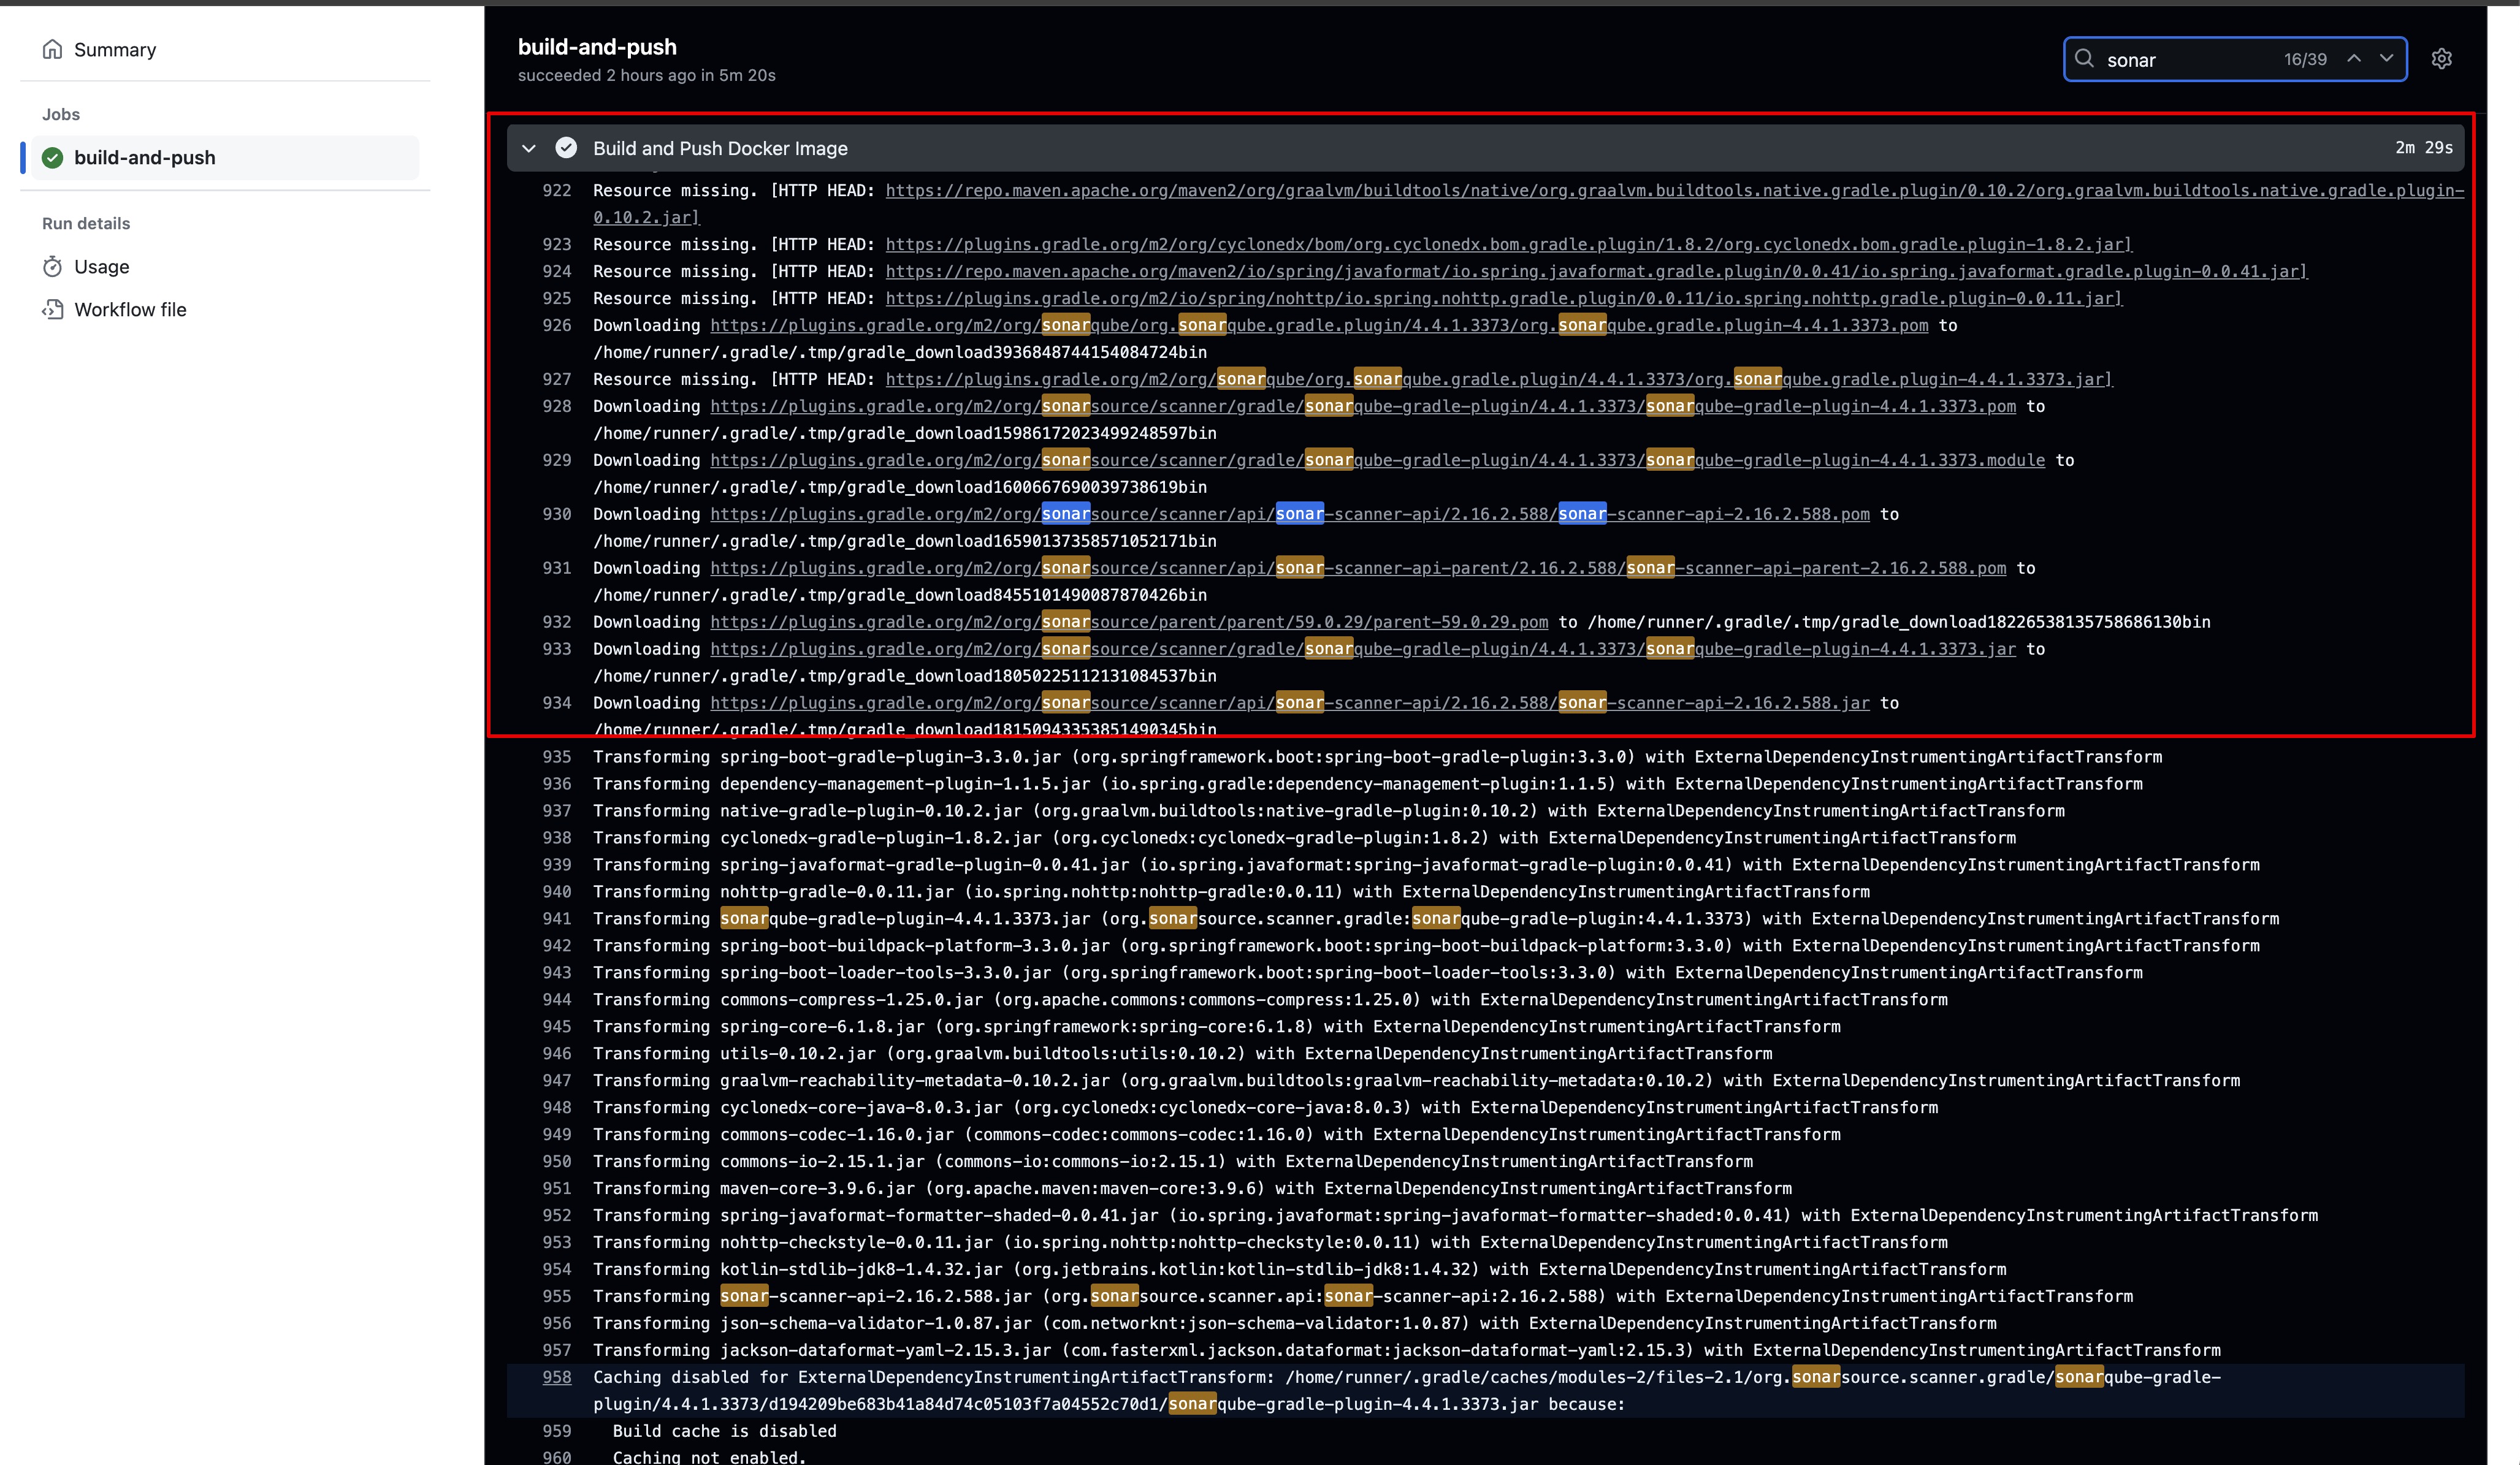 Summary
Jobs
build-and-push
Run details
Usage
Workflow file
build-and-push
succeeded 2 hours ago in 5m 20s
sonar 16/39
Build and Push Docker Image 2m 29s
922 Resource missing. [HTTP HEAD: https://repo.maven.apache.org/maven2/org/graalvm/buildtools/native/org.graalvm.buildtools.native.gradle.plugin/0.10.2/org.graalvm.buildtools.native.gradle.plugin-
0.10.2.jar]
923 Resource missing. [HTTP HEAD: https://plugins.gradle.org/m2/org/cyclonedx/bom/org.cyclonedx.bom.gradle.plugin/1.8.2/org.cyclonedx.bom.gradle.plugin-1.8.2.jar]
924 Resource missing. [HTTP HEAD: https://repo.maven.apache.org/maven2/io/spring/javaformat/io.spring.javaformat.gradle.plugin/0.0.41/io.spring.javaformat.gradle.plugin-0.0.41.jar]
925 Resource missing. [HTTP HEAD: https://plugins.gradle.org/m2/io/spring/nohttp/io.spring.nohttp.gradle.plugin/0.0.11/io.spring.nohttp.gradle.plugin-0.0.11.jar]
926 Downloading https://plugins.gradle.org/m2/org/sonarqube/org.sonarqube.gradle.plugin/4.4.1.3373/org.sonarqube.gradle.plugin-4.4.1.3373.pom to
/home/runner/.gradle/.tmp/gradle_download3936848744154084724bin
927 Resource missing. [HTTP HEAD: https://plugins.gradle.org/m2/org/sonarqube/org.sonarqube.gradle.plugin/4.4.1.3373/org.sonarqube.gradle.plugin-4.4.1.3373.jar]
928 Downloading https://plugins.gradle.org/m2/org/sonarsource/scanner/gradle/sonarqube-gradle-plugin/4.4.1.3373/sonarqube-gradle-plugin-4.4.1.3373.pom to
/home/runner/.gradle/.tmp/gradle_download15986172023499248597bin
929 Downloading https://plugins.gradle.org/m2/org/sonarsource/scanner/gradle/sonarqube-gradle-plugin/4.4.1.3373/sonarqube-gradle-plugin-4.4.1.3373.module to
/home/runner/.gradle/.tmp/gradle_download1600667690039738619bin
930 Downloading https://plugins.gradle.org/m2/org/sonarsource/scanner/api/sonar-scanner-api/2.16.2.588/sonar-scanner-api-2.16.2.588.pom to
/home/runner/.gradle/.tmp/gradle_download16590137358571052171bin
931 Downloading https://plugins.gradle.org/m2/org/sonarsource/scanner/api/sonar-scanner-api-parent/2.16.2.588/sonar-scanner-api-parent-2.16.2.588.pom to
/home/runner/.gradle/.tmp/gradle_download8455101490087870426bin
932 Downloading https://plugins.gradle.org/m2/org/sonarsource/parent/parent/59.0.29/parent-59.0.29.pom to /home/runner/.gradle/.tmp/gradle_download18226538135758686130bin
933 Downloading https://plugins.gradle.org/m2/org/sonarsource/scanner/gradle/sonarqube-gradle-plugin/4.4.1.3373/sonarqube-gradle-plugin-4.4.1.3373.jar to
/home/runner/.gradle/.tmp/gradle_download18050225112131084537bin
934 Downloading https://plugins.gradle.org/m2/org/sonarsource/scanner/api/sonar-scanner-api/2.16.2.588/sonar-scanner-api-2.16.2.588.jar to
/home/runner/.gradle/.tmp/gradle_download18150943353851490345bin
935 Transforming spring-boot-gradle-plugin-3.3.0.jar (org.springframework.boot:spring-boot-gradle-plugin:3.3.0) with ExternalDependencyInstrumentingArtifactTransform
936 Transforming dependency-management-plugin-1.1.5.jar (io.spring.gradle:dependency-management-plugin:1.1.5) with ExternalDependencyInstrumentingArtifactTransform
937 Transforming native-gradle-plugin-0.10.2.jar (org.graalvm.buildtools:native-gradle-plugin:0.10.2) with ExternalDependencyInstrumentingArtifactTransform
938 Transforming cyclonedx-gradle-plugin-1.8.2.jar (org.cyclonedx:cyclonedx-gradle-plugin:1.8.2) with ExternalDependencyInstrumentingArtifactTransform
939 Transforming spring-javaformat-gradle-plugin-0.0.41.jar (io.spring.javaformat:spring-javaformat-gradle-plugin:0.0.41) with ExternalDependencyInstrumentingArtifactTransform
940 Transforming nohttp-gradle-0.0.11.jar (io.spring.nohttp:nohttp-gradle:0.0.11) with ExternalDependencyInstrumentingArtifactTransform
941 Transforming sonarqube-gradle-plugin-4.4.1.3373.jar (org.sonarsource.scanner.gradle:sonarqube-gradle-plugin:4.4.1.3373) with ExternalDependencyInstrumentingArtifactTransform
942 Transforming spring-boot-buildpack-platform-3.3.0.jar (org.springframework.boot:spring-boot-buildpack-platform:3.3.0) with ExternalDependencyInstrumentingArtifactTransform
943 Transforming spring-boot-loader-tools-3.3.0.jar (org.springframework.boot:spring-boot-loader-tools:3.3.0) with ExternalDependencyInstrumentingArtifactTransform
944 Transforming commons-compress-1.25.0.jar (org.apache.commons:commons-compress:1.25.0) with ExternalDependencyInstrumentingArtifactTransform
945 Transforming spring-core-6.1.8.jar (org.springframework:spring-core:6.1.8) with ExternalDependencyInstrumentingArtifactTransform
946 Transforming utils-0.10.2.jar (org.graalvm.buildtools:utils:0.10.2) with ExternalDependencyInstrumentingArtifactTransform
947 Transforming graalvm-reachability-metadata-0.10.2.jar (org.graalvm.buildtools:graalvm-reachability-metadata:0.10.2) with ExternalDependencyInstrumentingArtifactTransform
948 Transforming cyclonedx-core-java-8.0.3.jar (org.cyclonedx:cyclonedx-core-java:8.0.3) with ExternalDependencyInstrumentingArtifactTransform
949 Transforming commons-codec-1.16.0.jar (commons-codec:commons-codec:1.16.0) with ExternalDependencyInstrumentingArtifactTransform
950 Transforming commons-io-2.15.1.jar (commons-io:commons-io:2.15.1) with ExternalDependencyInstrumentingArtifactTransform
951 Transforming maven-core-3.9.6.jar (org.apache.maven:maven-core:3.9.6) with ExternalDependencyInstrumentingArtifactTransform
952 Transforming spring-javaformat-formatter-shaded-0.0.41.jar (io.spring.javaformat:spring-javaformat-formatter-shaded:0.0.41) with ExternalDependencyInstrumentingArtifactTransform
953 Transforming nohttp-checkstyle-0.0.11.jar (io.spring.nohttp:nohttp-checkstyle:0.0.11) with ExternalDependencyInstrumentingArtifactTransform
954 Transforming kotlin-stdlib-jdk8-1.4.32.jar (org.jetbrains.kotlin:kotlin-stdlib-jdk8:1.4.32) with ExternalDependencyInstrumentingArtifactTransform
955 Transforming sonar-scanner-api-2.16.2.588.jar (org.sonarsource.scanner.api:sonar-scanner-api:2.16.2.588) with ExternalDependencyInstrumentingArtifactTransform
956 Transforming json-schema-validator-1.0.87.jar (com.networknt:json-schema-validator:1.0.87) with ExternalDependencyInstrumentingArtifactTransform
957 Transforming jackson-dataformat-yaml-2.15.3.jar (com.fasterxml.jackson.dataformat:jackson-dataformat-yaml:2.15.3) with ExternalDependencyInstrumentingArtifactTransform
958 Caching disabled for ExternalDependencyInstrumentingArtifactTransform: /home/runner/.gradle/caches/modules-2/files-2.1/org.sonarsource.scanner.gradle/sonarqube-gradle-
plugin/4.4.1.3373/d194209be683b41a84d74c05103f7a04552c70d1/sonarqube-gradle-plugin-4.4.1.3373.jar because:
959 Build cache is disabled
960 Caching not enabled.